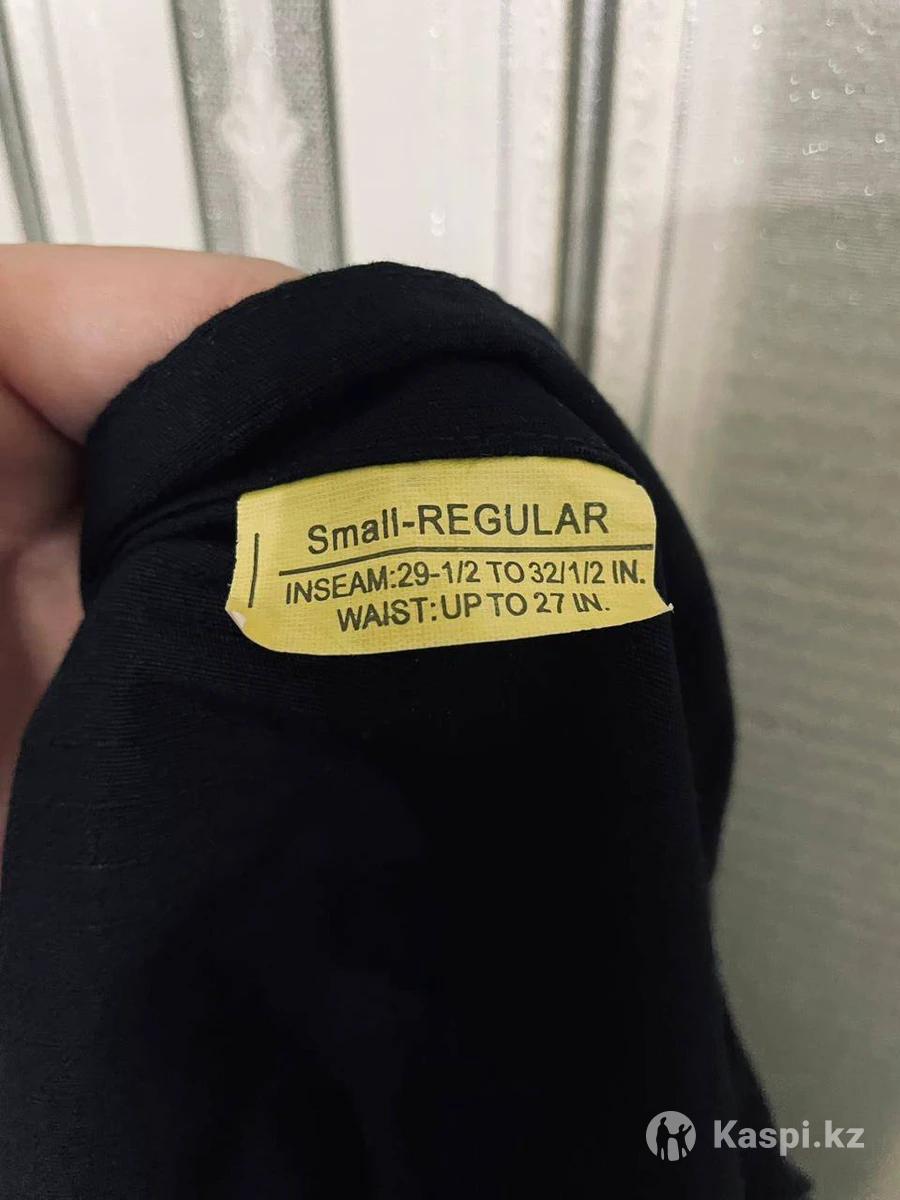 Small-REGULAR
INSEAM:29-1/2 TO 32/1/2 IN.
WAIST:UP TO 27 IN.
Kaspi.kz